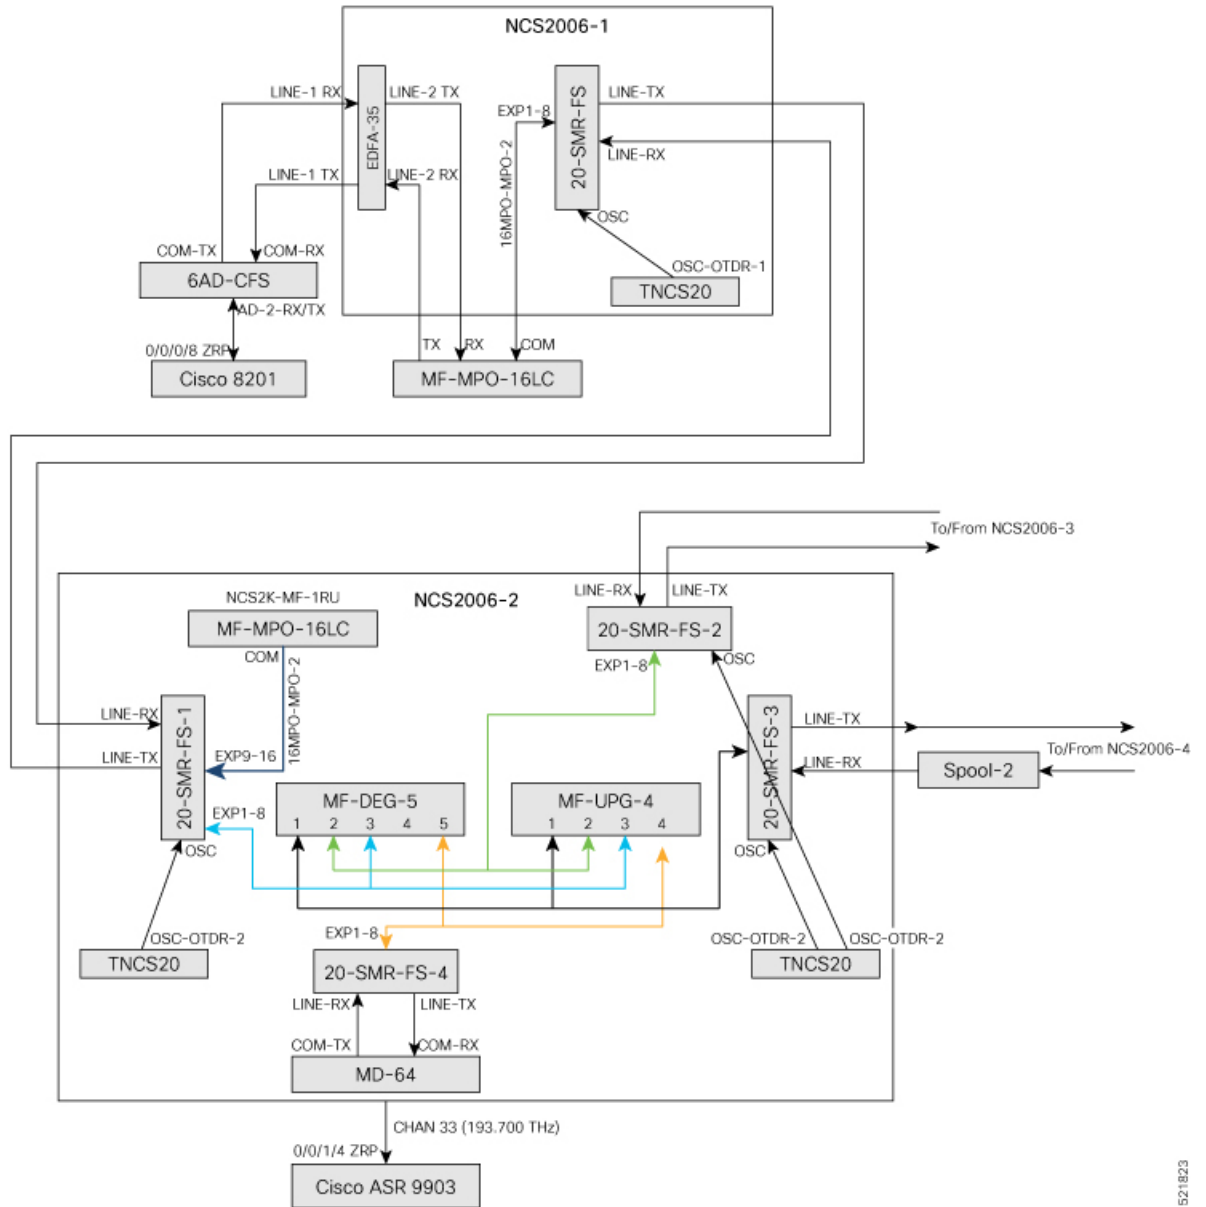 NCS2006-1
LINE-1 RX
LINE-2 TX
EDFA-35
LINE-1 TX
LINE-2 RX
EXP1-8
20-SMR-FS
LINE-TX
LINE-RX
16MPO-MPO-2
OSC
OSC-OTDR-1
TNCS20
COM-TX
COM-RX
6AD-CFS
AD-2-RX/TX
0/0/0/8 ZRP
Cisco 8201
TX
RX
COM
MF-MPO-16LC
To/From NCS2006-3
NCS2K-MF-1RU
NCS2006-2
MF-MPO-16LC
COM
16MPO-MPO-2
LINE-RX
LINE-TX
20-SMR-FS-2
EXP1-8
OSC
LINE-RX
LINE-TX
20-SMR-FS-1
EXP9-16
EXP1-8
OSC
20-SMR-FS-3
LINE-TX
To/From NCS2006-4
LINE-RX
Spool-2
OSC
MF-DEG-5
1 2 3 4 5
MF-UPG-4
1 2 3 4
OSC-OTDR-2
TNCS20
OSC-OTDR-2
OSC-OTDR-2
TNCS20
EXP1-8
20-SMR-FS-4
LINE-RX
LINE-TX
COM-TX
COM-RX
MD-64
CHAN 33 (193.700 THz)
0/0/1/4 ZRP
Cisco ASR 9903
521823